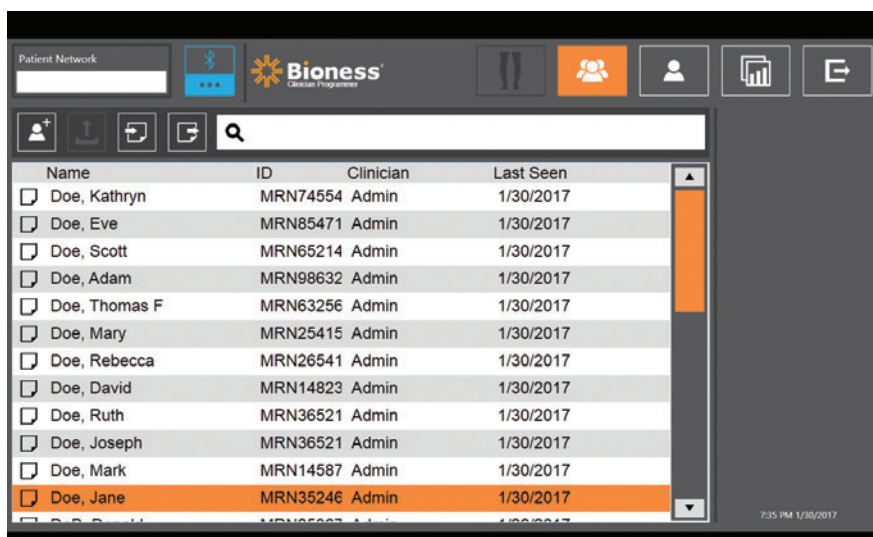 Patient Network
Bioness®
Clinician Programmer
Name ID Clinician Last Seen
Doe, Kathryn MRN74554 Admin 1/30/2017
Doe, Eve MRN85471 Admin 1/30/2017
Doe, Scott MRN65214 Admin 1/30/2017
Doe, Adam MRN98632 Admin 1/30/2017
Doe, Thomas F MRN63256 Admin 1/30/2017
Doe, Mary MRN25415 Admin 1/30/2017
Doe, Rebecca MRN26541 Admin 1/30/2017
Doe, David MRN14823 Admin 1/30/2017
Doe, Ruth MRN36521 Admin 1/30/2017
Doe, Joseph MRN36521 Admin 1/30/2017
Doe, Mark MRN14587 Admin 1/30/2017
Doe, Jane MRN35246 Admin 1/30/2017
7:35 PM 1/30/2017